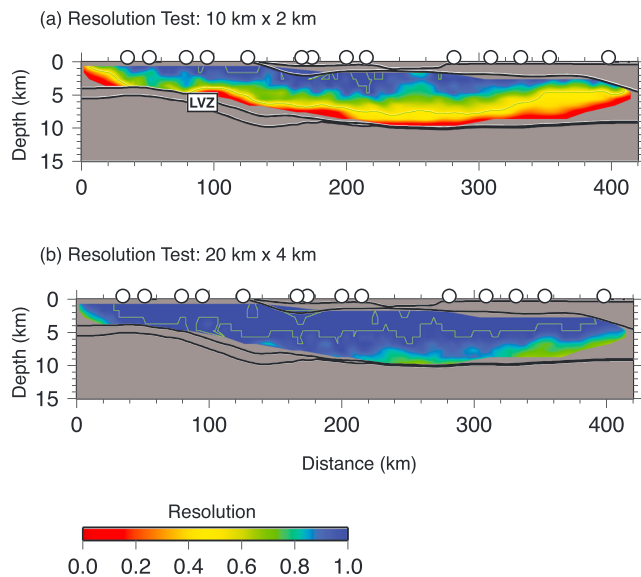 (a) Resolution Test: 10 km x 2 km
0
5
10
15
Depth (km)
LVZ
0 100 200 300 400
(b) Resolution Test: 20 km x 4 km
0
5
10
15
Depth (km)
0 100 200 300 400
Distance (km)
Resolution
0.0 0.2 0.4 0.6 0.8 1.0